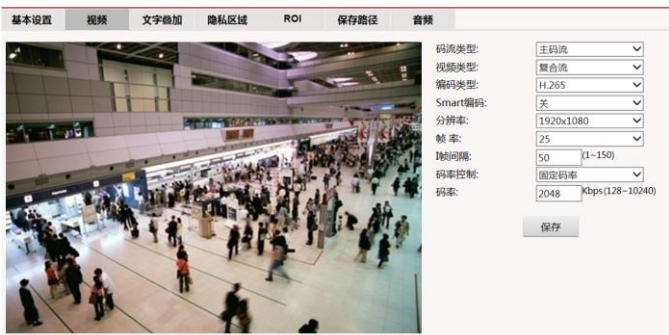 基本设置 视频 文字叠加 隐私区域 ROI 保存路径 音频
码流类型: 主码流
视频类型: 复合流
编码类型: H.265
Smart编码: 关
分辨率: 1920x1080
帧 率: 25
I帧间隔: 50 (1~150)
码率控制: 固定码率
码率: 2048 Kbps(128~10240)
保存